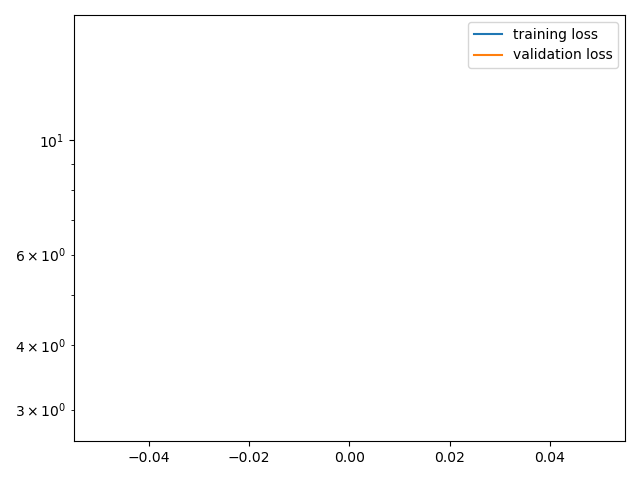 training loss
validation loss
10¹
6 × 10⁰
4 × 10⁰
3 × 10⁰
−0.04 −0.02 0.00 0.02 0.04